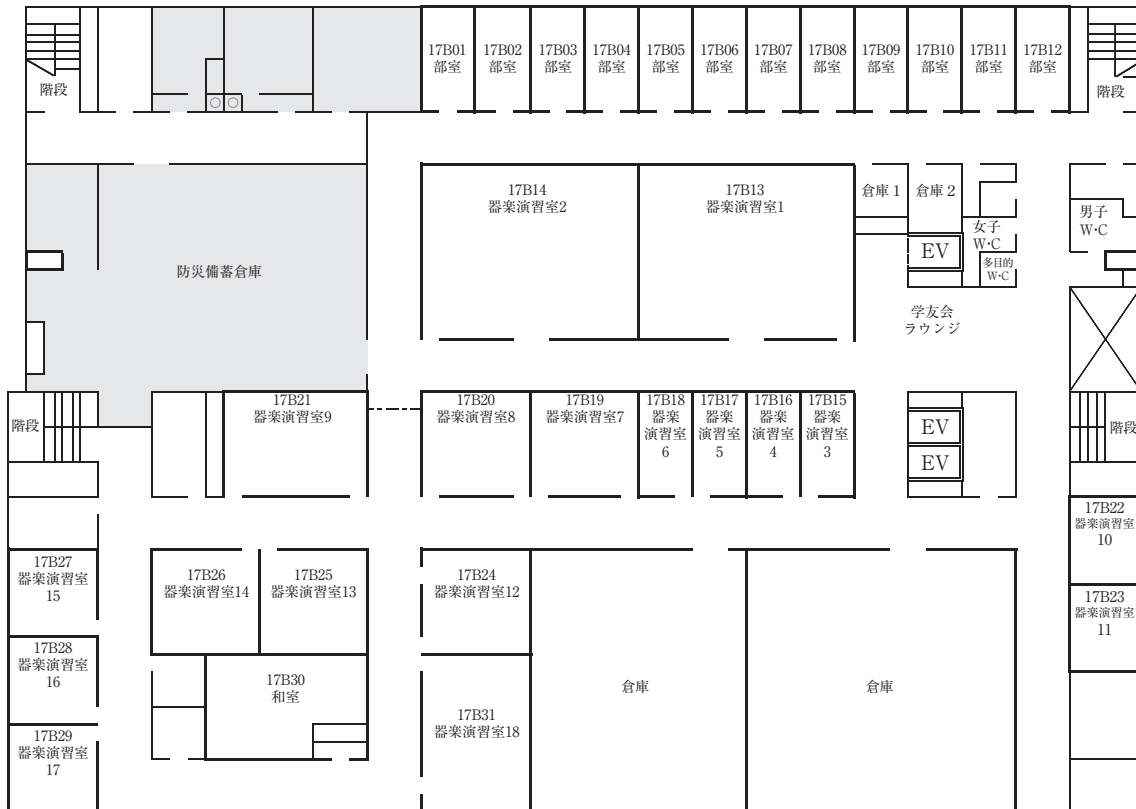 階段
17B01
部室
17B02
部室
17B03
部室
17B04
部室
17B05
部室
17B06
部室
17B07
部室
17B08
部室
17B09
部室
17B10
部室
17B11
部室
17B12
部室
階段
17B14
器楽演習室2
17B13
器楽演習室1
倉庫 1
倉庫 2
女子
W·C
多目的
W·C
EV
男子
W·C
防災備蓄倉庫
学友会
ラウンジ
階段
17B21
器楽演習室9
17B20
器楽演習室8
17B19
器楽演習室7
17B18
器楽
演習室
6
17B17
器楽
演習室
5
17B16
器楽
演習室
4
17B15
器楽
演習室
3
EV
EV
階段
17B22
器楽演習室
10
17B23
器楽演習室
11
17B27
器楽演習室
15
17B26
器楽演習室14
17B25
器楽演習室13
17B24
器楽演習室12
17B28
器楽演習室
16
17B30
和室
倉庫
倉庫
17B31
器楽演習室18
17B29
器楽演習室
17